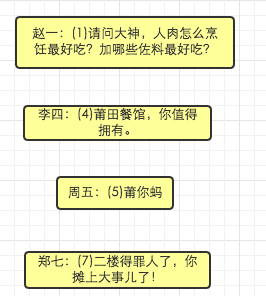 赵一：(1)请问大神，人肉怎么烹
饪最好吃？加哪些佐料最好吃？
李四：(4)莆田餐馆，你值得
拥有。
周五：(5)莆你蚂
郑七：(7)二楼得罪人了，你
摊上大事儿了！